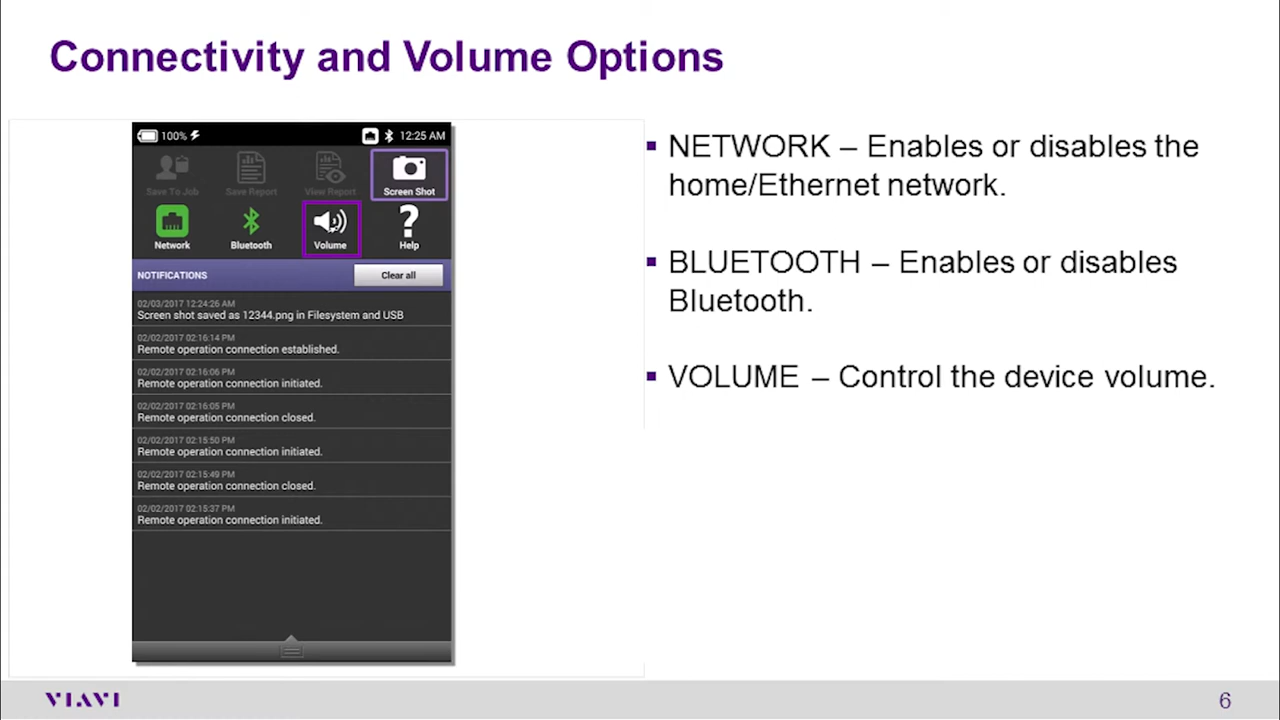 Connectivity and Volume Options
100%
12:25 AM
Save To Job
Save Report
View Report
Screen Shot
Network
Bluetooth
Volume
Help
NOTIFICATIONS
Clear all
02/03/2017 12:24:26 AM
Screen shot saved as 12344.png in Filesystem and USB
02/02/2017 02:16:14 PM
Remote operation connection established.
02/02/2017 02:16:06 PM
Remote operation connection initiated.
02/02/2017 02:16:05 PM
Remote operation connection closed.
02/02/2017 02:15:50 PM
Remote operation connection initiated.
02/02/2017 02:15:49 PM
Remote operation connection closed.
02/02/2017 02:15:37 PM
Remote operation connection initiated.
▪ NETWORK – Enables or disables the
home/Ethernet network.
▪ BLUETOOTH – Enables or disables
Bluetooth.
▪ VOLUME – Control the device volume.
VIAVI
6